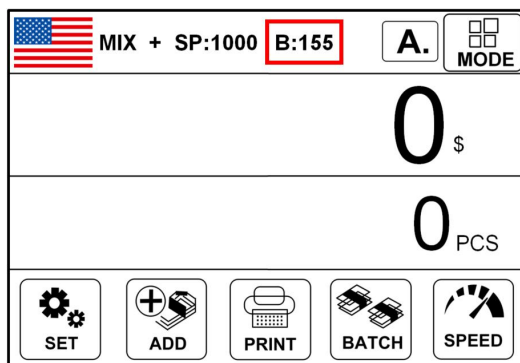 MIX + SP:1000 B:155 A. MODE
0 $
0 PCS
SET ADD PRINT BATCH SPEED